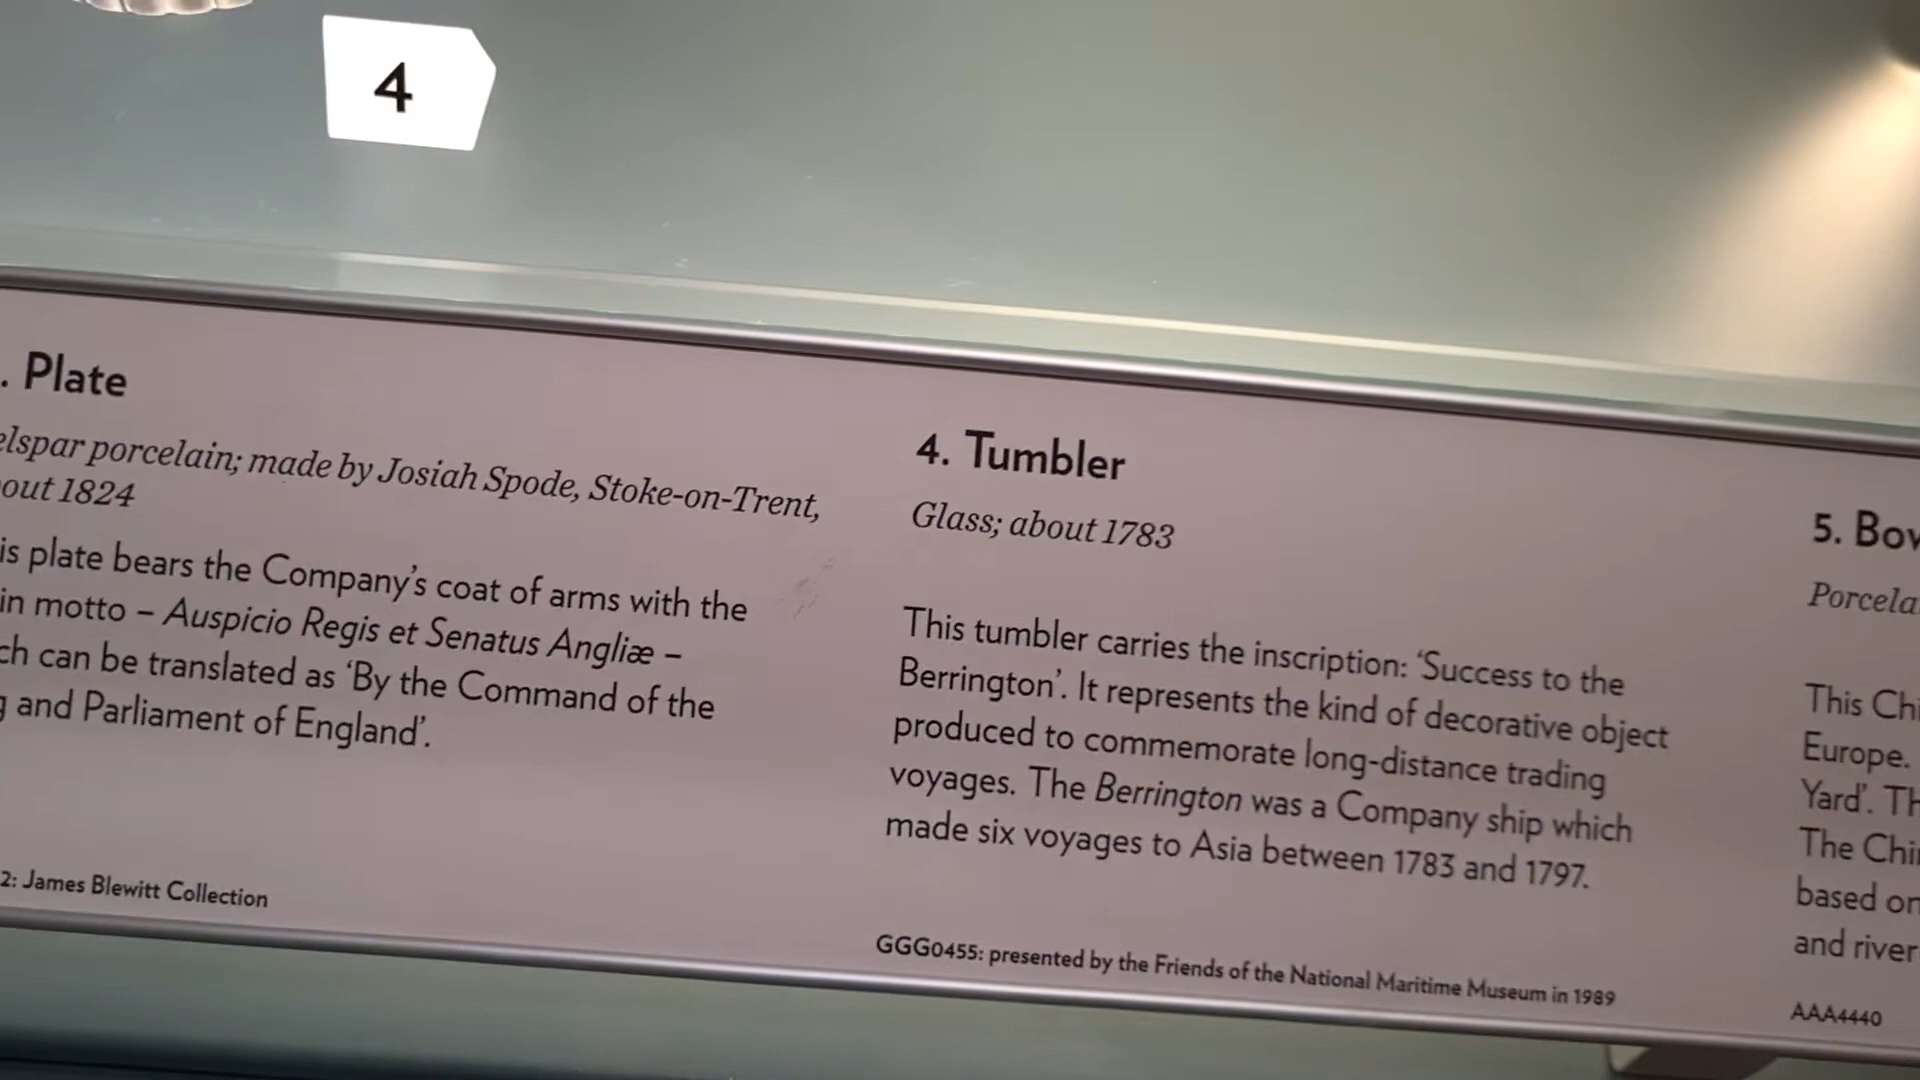 4
. Plate
elspar porcelain; made by Josiah Spode, Stoke-on-Trent,
out 1824
is plate bears the Company's coat of arms with the
in motto – Auspicio Regis et Senatus Angliæ –
ch can be translated as 'By the Command of the
g and Parliament of England'.
2: James Blewitt Collection
4. Tumbler
Glass; about 1783
This tumbler carries the inscription: 'Success to the
Berrington'. It represents the kind of decorative object
produced to commemorate long-distance trading
voyages. The Berrington was a Company ship which
made six voyages to Asia between 1783 and 1797.
GGG0455: presented by the Friends of the National Maritime Museum in 1989
5. Bow
Porcela
This Chi
Europe.
Yard'. Th
The Chi
based on
and river
AAA4440